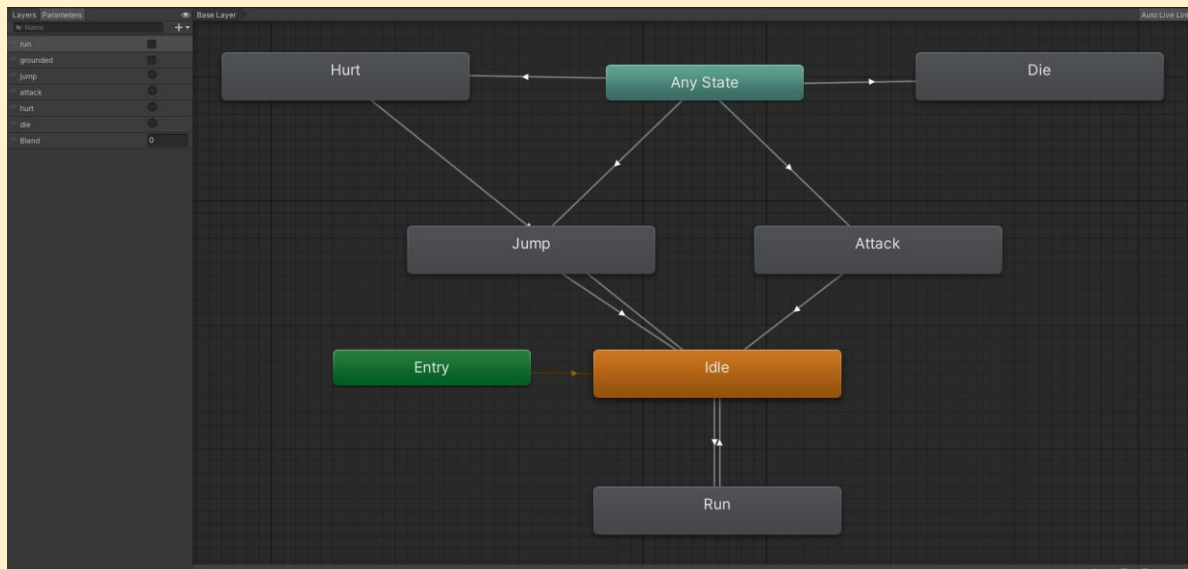 Layers Parameters
Base Layer
Auto Live Link
Name
run
grounded
jump
attack
hurt
die
Blend 0
Hurt
Any State
Die
Jump
Attack
Entry
Idle
Run